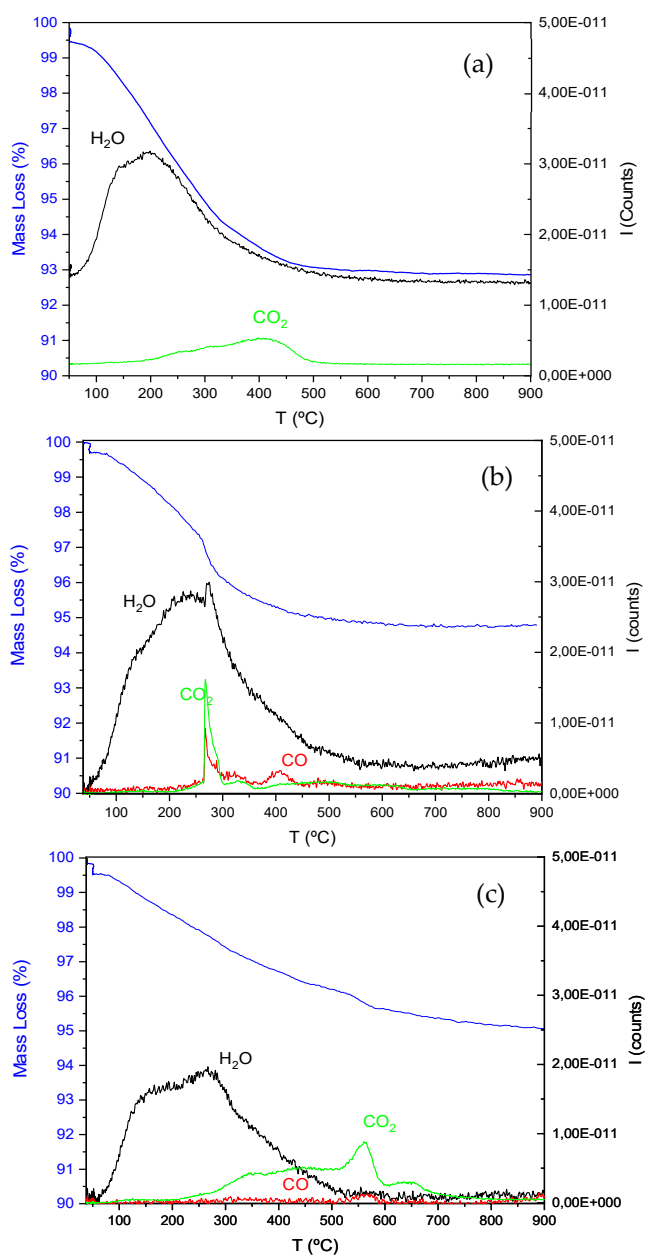 100
99
98
97
96
95
94
93
92
91
90
Mass Loss (%)
5,00E-011
4,00E-011
3,00E-011
2,00E-011
1,00E-011
0,00E+000
I (Counts)
(a)
H2O
CO2
100 200 300 400 500 600 700 800 900
T (ºC)
100
99
98
97
96
95
94
93
92
91
90
Mass Loss (%)
5,00E-011
4,00E-011
3,00E-011
2,00E-011
1,00E-011
0,00E+000
I (counts)
(b)
H2O
CO2
CO
100 200 300 400 500 600 700 800 900
T (ºC)
100
99
98
97
96
95
94
93
92
91
90
Mass Loss (%)
5,00E-011
4,00E-011
3,00E-011
2,00E-011
1,00E-011
0,00E+000
I (counts)
(c)
H2O
CO2
CO
100 200 300 400 500 600 700 800 900
T (ºC)